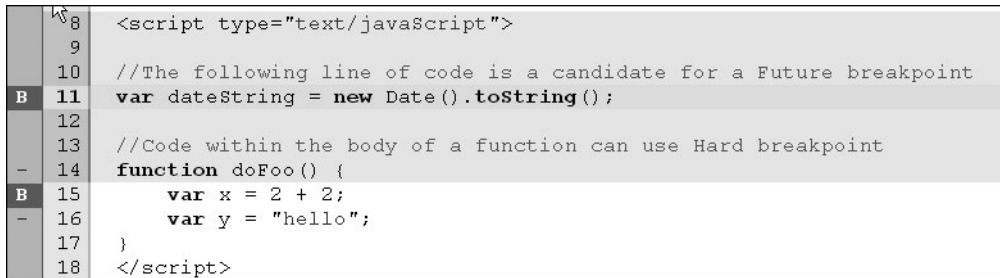 8 <script type="text/javaScript">
9
10 //The following line of code is a candidate for a Future breakpoint
B 11 var dateString = new Date().toString();
12
13 //Code within the body of a function can use Hard breakpoint
- 14 function doFoo() {
B 15 var x = 2 + 2;
- 16 var y = "hello";
17 }
18 </script>